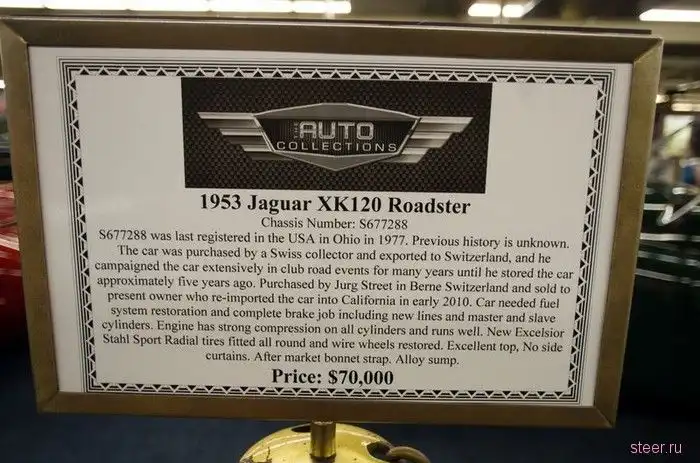 THE AUTO
COLLECTIONS
1953 Jaguar XK120 Roadster
Chassis Number: S677288
S677288 was last registered in the USA in Ohio in 1977. Previous history is unknown.
The car was purchased by a Swiss collector and exported to Switzerland, and he
campaigned the car extensively in club road events for many years until he stored the car
approximately five years ago. Purchased by Jurg Street in Berne Switzerland and sold to
present owner who re-imported the car into California in early 2010. Car needed fuel
system restoration and complete brake job including new lines and master and slave
cylinders. Engine has strong compression on all cylinders and runs well. New Excelsior
Stahl Sport Radial tires fitted all round and wire wheels restored. Excellent top, No side
curtains. After market bonnet strap. Alloy sump.
Price: $70,000
steer.ru